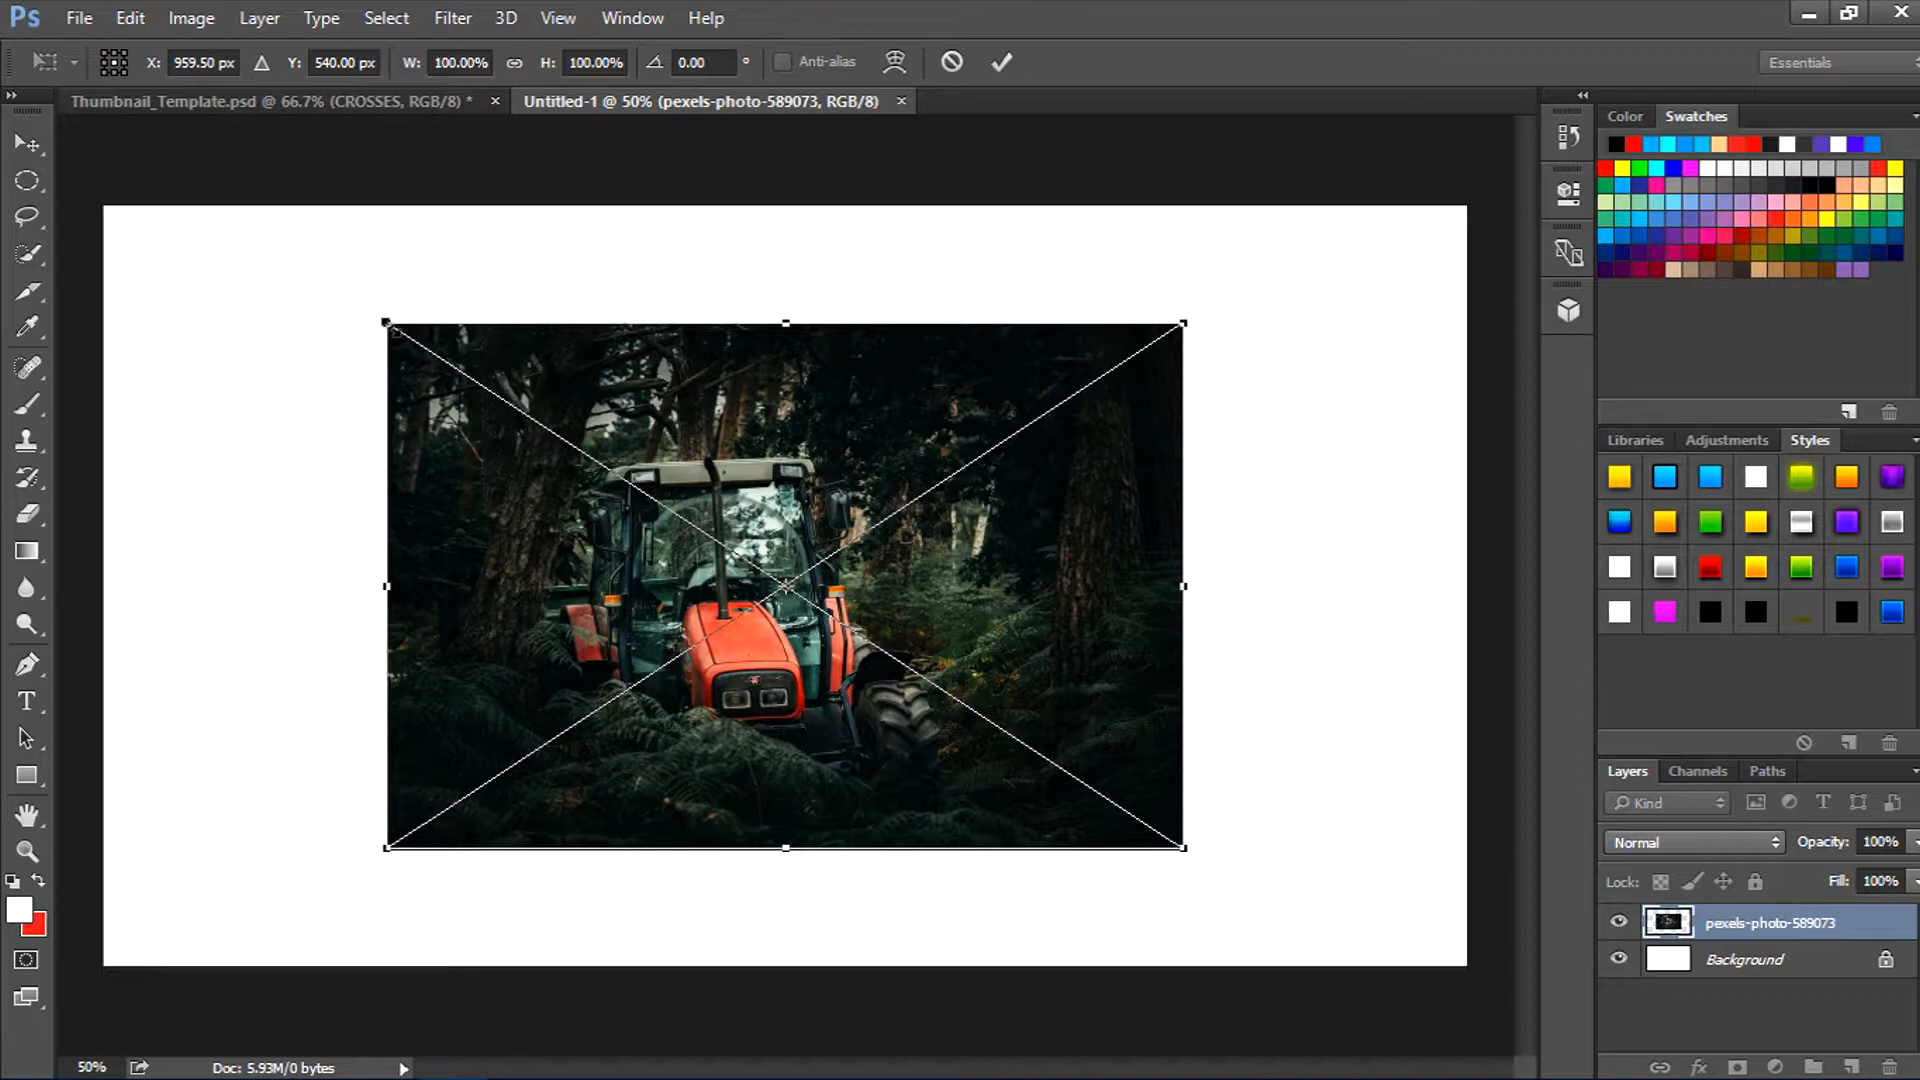 Ps File Edit Image Layer Type Select Filter 3D View Window Help
X: 959.50 px Y: 540.00 px W: 100.00% H: 100.00% 0.00 ° Anti-alias Essentials
Thumbnail_Template.psd @ 66.7% (CROSSES, RGB/8) * × Untitled-1 @ 50% (pexels-photo-589073, RGB/8) ×
Color Swatches
Libraries Adjustments Styles
Layers Channels Paths
Kind
Normal Opacity: 100%
Lock: Fill: 100%
pexels-photo-589073
Background
50% Doc: 5.93M/0 bytes